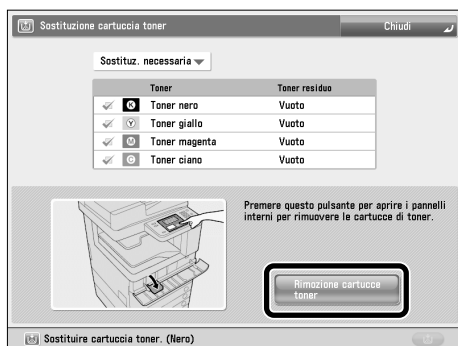 Sostituzione cartuccia toner
Chiudi
Sostituz. necessaria
Toner Toner residuo
K Toner nero Vuoto
Y Toner giallo Vuoto
M Toner magenta Vuoto
C Toner ciano Vuoto
Premere questo pulsante per aprire i pannelli
interni per rimuovere le cartucce di toner.
Rimozione cartucce
toner
Sostituire cartuccia toner. (Nero)